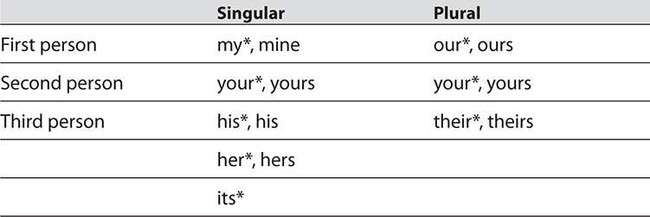 Singular Plural
First person my*, mine our*, ours
Second person your*, yours your*, yours
Third person his*, his their*, theirs
her*, hers
its*